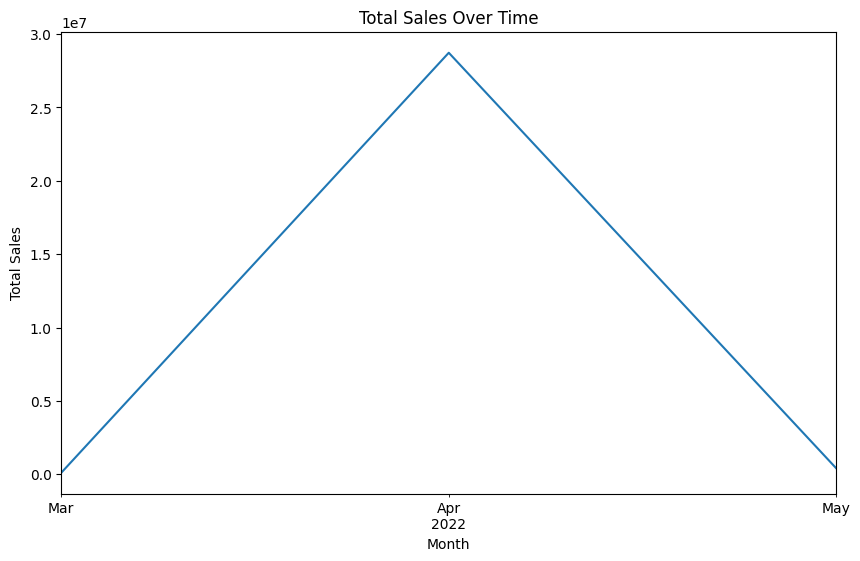 Total Sales Over Time
1e7
3.0
2.5
2.0
1.5
1.0
0.5
0.0
Total Sales
Mar
Apr
May
2022
Month